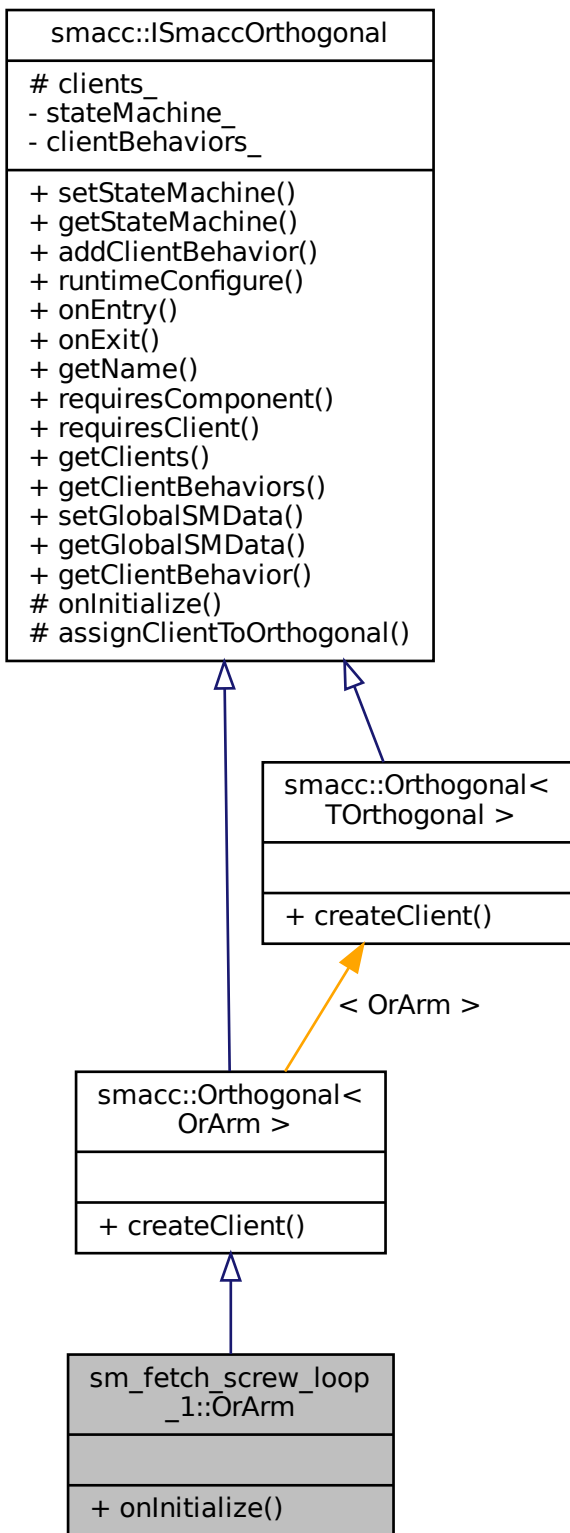 smacc::ISmaccOrthogonal
# clients_
- stateMachine_
- clientBehaviors_
+ setStateMachine()
+ getStateMachine()
+ addClientBehavior()
+ runtimeConfigure()
+ onEntry()
+ onExit()
+ getName()
+ requiresComponent()
+ requiresClient()
+ getClients()
+ getClientBehaviors()
+ setGlobalSMData()
+ getGlobalSMData()
+ getClientBehavior()
# onInitialize()
# assignClientToOrthogonal()
smacc::Orthogonal<
TOrthogonal >
+ createClient()
< OrArm >
smacc::Orthogonal<
OrArm >
+ createClient()
sm_fetch_screw_loop
_1::OrArm
+ onInitialize()